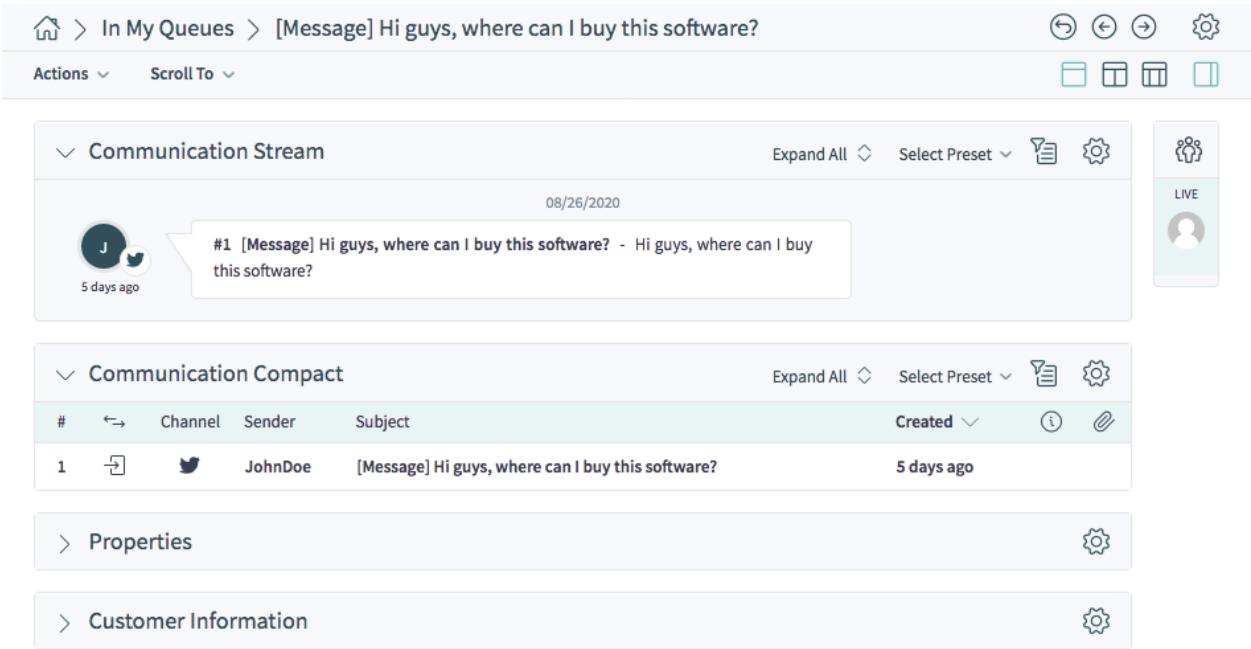 In My Queues [Message] Hi guys, where can I buy this software?
Actions Scroll To
Communication Stream Expand All Select Preset
08/26/2020
J
#1 [Message] Hi guys, where can I buy this software? - Hi guys, where can I buy
this software?
5 days ago
LIVE
Communication Compact Expand All Select Preset
# Channel Sender Subject Created
1 JohnDoe [Message] Hi guys, where can I buy this software? 5 days ago
Properties
Customer Information